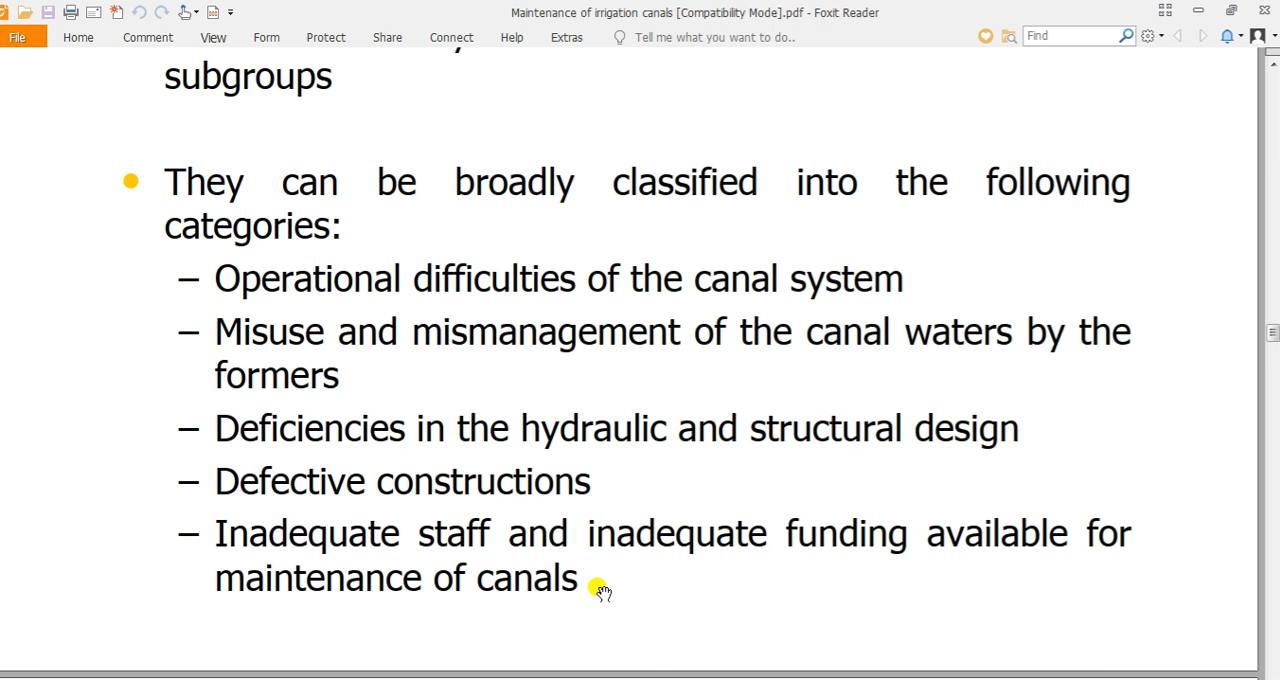 Maintenance of irrigation canals [Compatibility Mode].pdf - Foxit Reader
File Home Comment View Form Protect Share Connect Help Extras Tell me what you want to do.. Find
subgroups
• They can be broadly classified into the following
categories:
– Operational difficulties of the canal system
– Misuse and mismanagement of the canal waters by the
formers
– Deficiencies in the hydraulic and structural design
– Defective constructions
– Inadequate staff and inadequate funding available for
maintenance of canals